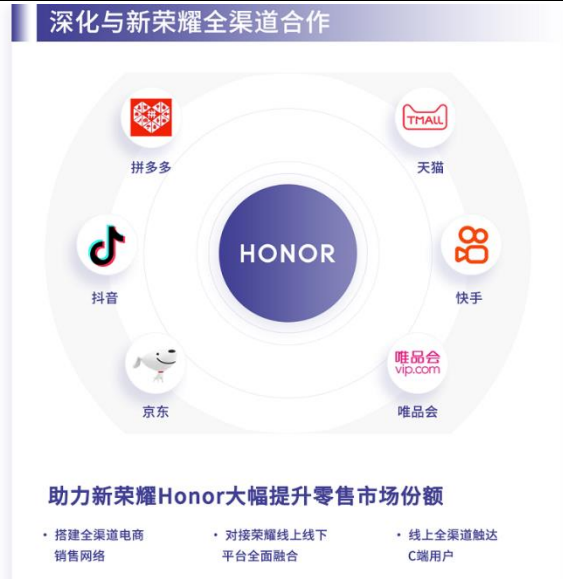 深化与新荣耀全渠道合作
拼
TMALL
拼多多
天猫
HONOR
抖音
快手
唯品会
vip.com
京东
唯品会
助力新荣耀Honor大幅提升零售市场份额
· 搭建全渠道电商
销售网络
· 对接荣耀线上线下
平台全面融合
· 线上全渠道触达
C端用户